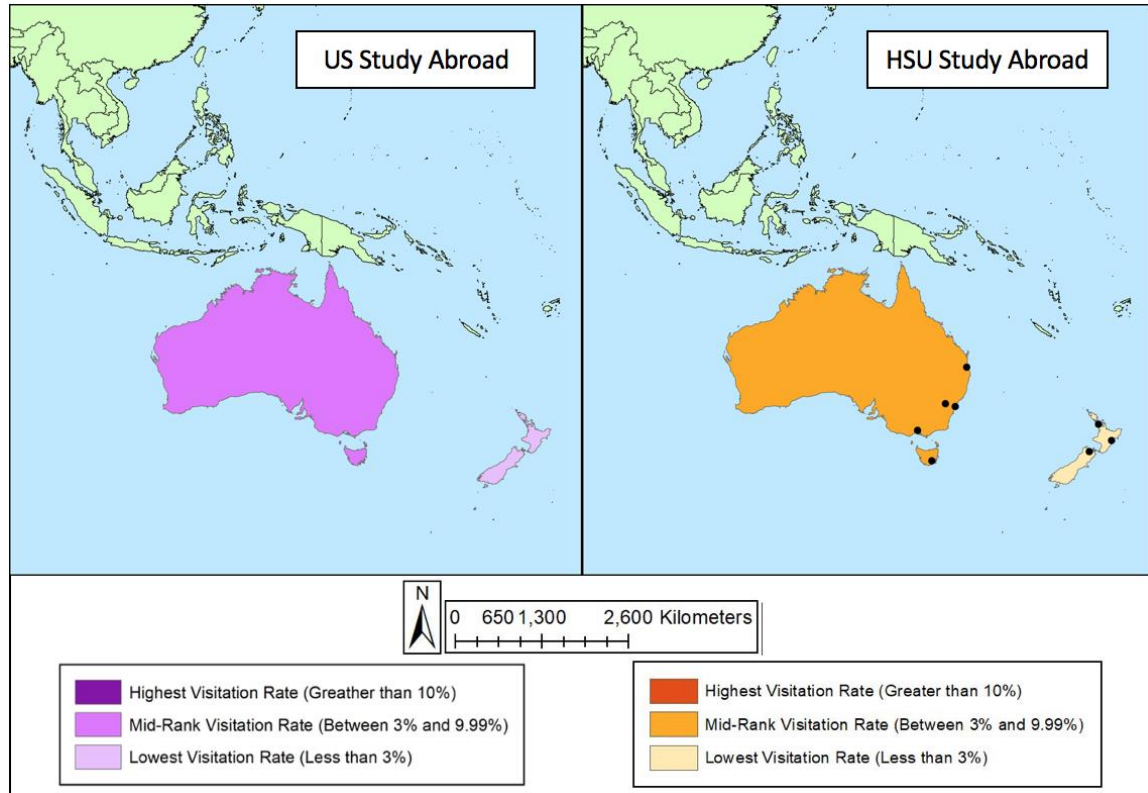 US Study Abroad
HSU Study Abroad
N
0 650 1,300 2,600 Kilometers
Highest Visitation Rate (Greather than 10%)
Mid-Rank Visitation Rate (Between 3% and 9.99%)
Lowest Visitation Rate (Less than 3%)
Highest Visitation Rate (Greater than 10%)
Mid-Rank Visitation Rate (Between 3% and 9.99%)
Lowest Visitation Rate (Less than 3%)